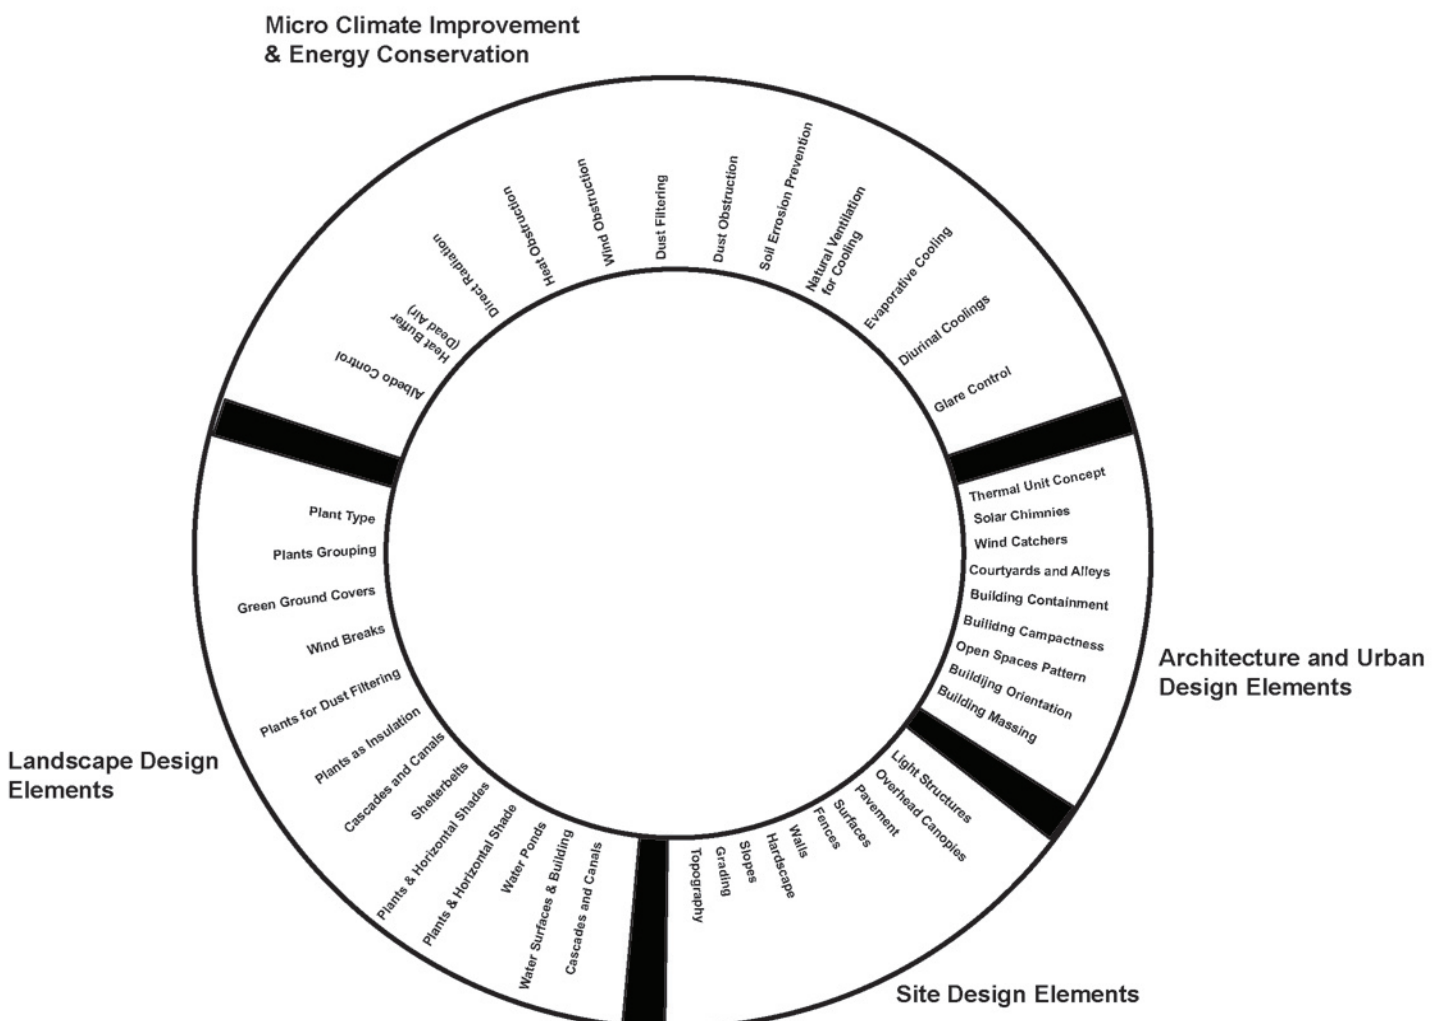 Micro Climate Improvement
& Energy Conservation
Albedo Control
Heat Buffer
(Dead Air)
Direct Radiation
Heat Obstruction
Wind Obstruction
Dust Filtering
Dust Obstruction
Soil Errosion Prevention
Natural Ventilation
for Cooling
Evaporative Cooling
Diurinal Coolings
Glare Control
Thermal Unit Concept
Solar Chimnies
Wind Catchers
Courtyards and Alleys
Building Containment
Builidng Campactness
Open Spaces Pattern
Buildijng Orientation
Building Massing
Architecture and Urban
Design Elements
Light Structures
Overhead Canopies
Pavement
Surfaces
Fences
Walls
Hardscape
Slopes
Grading
Topography
Site Design Elements
Plant Type
Plants Grouping
Green Ground Covers
Wind Breaks
Plants for Dust Filtering
Plants as Insulation
Cascades and Canals
Shelterbelts
Plants & Horizontal Shades
Plants & Horizontal Shade
Water Ponds
Water Surfaces & Building
Cascades and Canals
Landscape Design
Elements